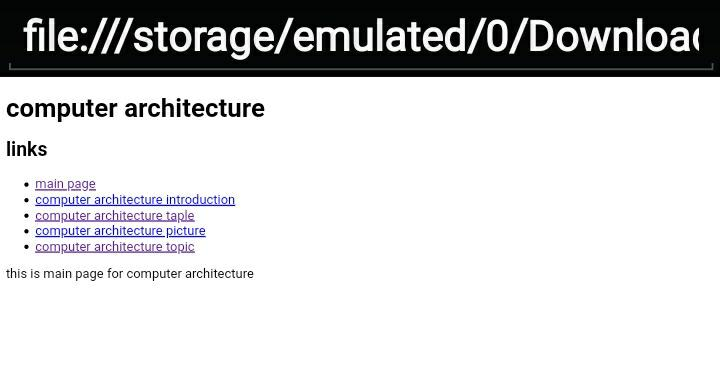 file:///storage/emulated/0/Downloa
computer architecture
links
main page
computer architecture introduction
computer architecture taple
computer architecture picture
computer architecture topic
this is main page for computer architecture